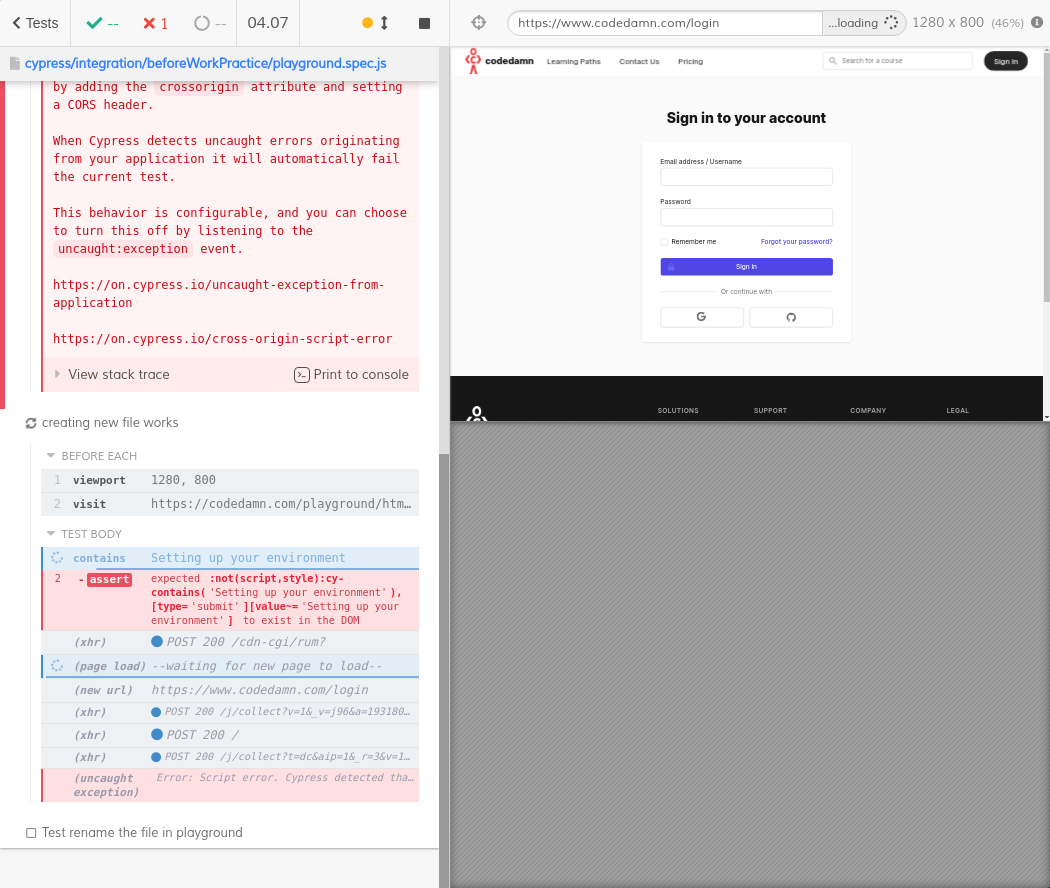 Tests
--
1
--
04.07
https://www.codedamn.com/login
...loading
1280 x 800 (46%)
cypress/integration/beforeWorkPractice/playground.spec.js
by adding the crossorigin attribute and setting
a CORS header.
When Cypress detects uncaught errors originating
from your application it will automatically fail
the current test.
This behavior is configurable, and you can choose
to turn this off by listening to the
uncaught:exception event.
https://on.cypress.io/uncaught-exception-from-
application
https://on.cypress.io/cross-origin-script-error
View stack trace
Print to console
creating new file works
BEFORE EACH
1 viewport 1280, 800
2 visit https://codedamn.com/playground/htm…
TEST BODY
contains Setting up your environment
2 -assert expected :not(script,style):cy-
contains('Setting up your environment'),
[type='submit'][value~='Setting up your
environment'] to exist in the DOM
(xhr) POST 200 /cdn-cgi/rum?
(page load) --waiting for new page to load--
(new url) https://www.codedamn.com/login
(xhr) POST 200 /j/collect?v=1&_v=j96&a=193180…
(xhr) POST 200 /
(xhr) POST 200 /j/collect?t=dc&aip=1&_r=3&v=1…
(uncaught Error: Script error. Cypress detected tha…
exception)
Test rename the file in playground
codedamn
Learning Paths
Contact Us
Pricing
Search for a course
Sign In
Sign in to your account
Email address / Username
Password
Remember me
Forgot your password?
Sign in
Or continue with
G
SOLUTIONS
SUPPORT
COMPANY
LEGAL